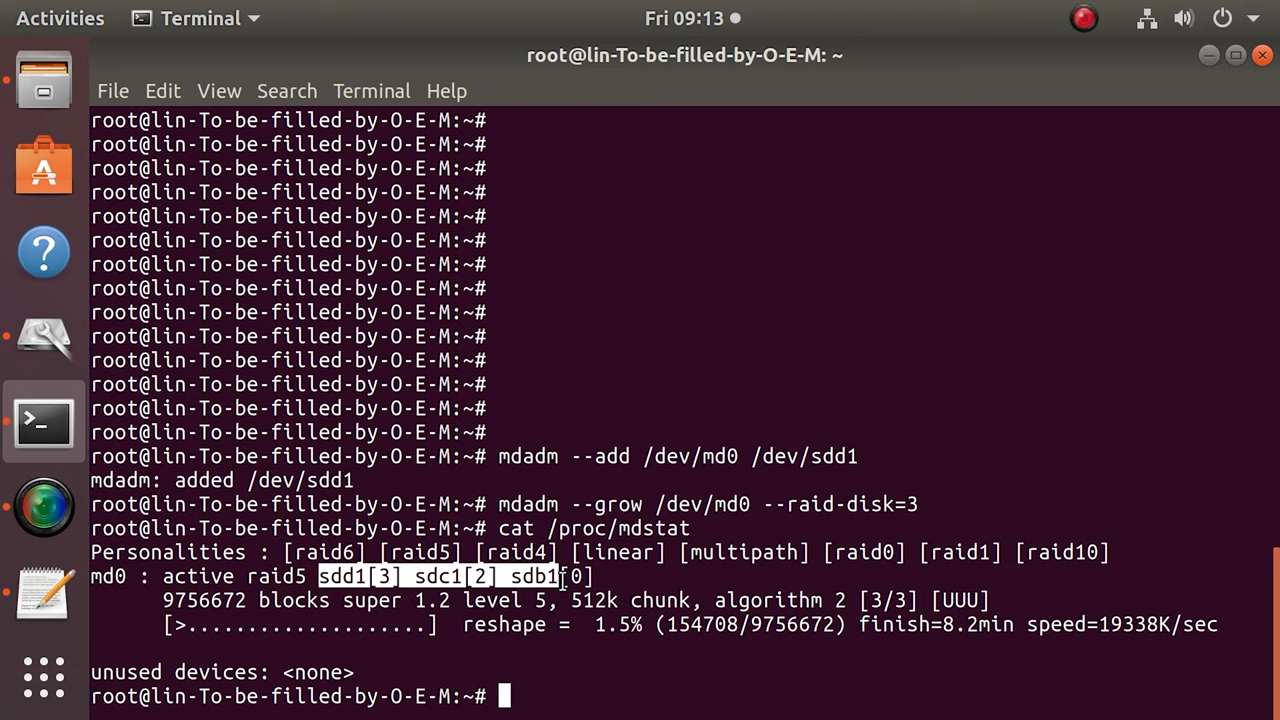 Activities Terminal Fri 09:13
root@lin-To-be-filled-by-O-E-M: ~
File Edit View Search Terminal Help
root@lin-To-be-filled-by-O-E-M:~#
root@lin-To-be-filled-by-O-E-M:~#
root@lin-To-be-filled-by-O-E-M:~#
root@lin-To-be-filled-by-O-E-M:~#
root@lin-To-be-filled-by-O-E-M:~#
root@lin-To-be-filled-by-O-E-M:~#
root@lin-To-be-filled-by-O-E-M:~#
root@lin-To-be-filled-by-O-E-M:~#
root@lin-To-be-filled-by-O-E-M:~#
root@lin-To-be-filled-by-O-E-M:~#
root@lin-To-be-filled-by-O-E-M:~#
root@lin-To-be-filled-by-O-E-M:~#
root@lin-To-be-filled-by-O-E-M:~#
root@lin-To-be-filled-by-O-E-M:~#
root@lin-To-be-filled-by-O-E-M:~# mdadm --add /dev/md0 /dev/sdd1
mdadm: added /dev/sdd1
root@lin-To-be-filled-by-O-E-M:~# mdadm --grow /dev/md0 --raid-disk=3
root@lin-To-be-filled-by-O-E-M:~# cat /proc/mdstat
Personalities : [raid6] [raid5] [raid4] [linear] [multipath] [raid0] [raid1] [raid10]
md0 : active raid5 sdd1[3] sdc1[2] sdb1[0]
9756672 blocks super 1.2 level 5, 512k chunk, algorithm 2 [3/3] [UUU]
[>....................] reshape = 1.5% (154708/9756672) finish=8.2min speed=19338K/sec
unused devices: <none>
root@lin-To-be-filled-by-O-E-M:~#